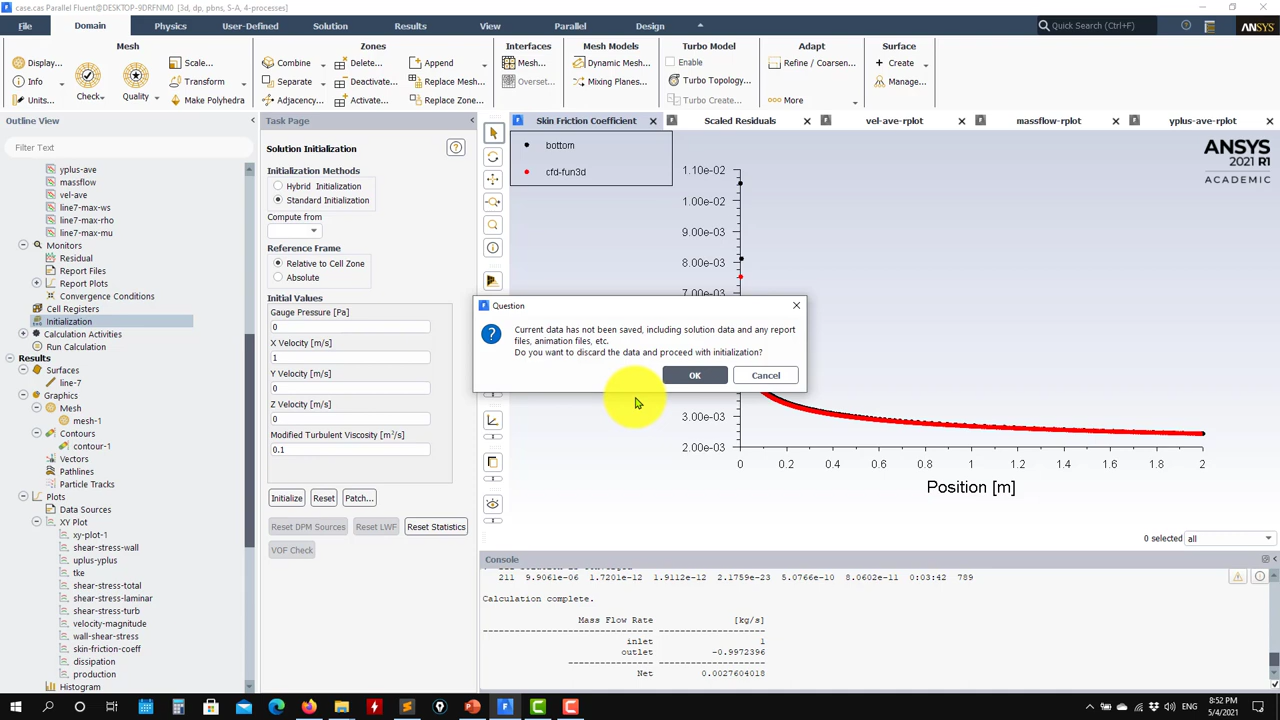 case.cas Parallel Fluent@DESKTOP-9DRFNM0 [3d, dp, pbns, S-A, 4-processes]
File Domain Physics User-Defined Solution Results View Parallel Design Quick Search (Ctrl+F) ANSYS
Mesh Zones Interfaces Mesh Models Turbo Model Adapt Surface
Display... Scale... Combine Delete... Append Mesh... Dynamic Mesh... Enable Refine / Coarsen... Create
Info Transform Separate Deactivate... Replace Mesh... Overset... Mixing Planes... Turbo Topology... Manage...
Units... Check Quality Make Polyhedra Adjacency... Activate... Replace Zone... Turbo Create... More
Outline View
Filter Text
yplus-ave
massflow
vel-ave
line7-max-ws
line7-max-rho
line7-max-mu
Monitors
Residual
Report Files
Report Plots
Convergence Conditions
Cell Registers
Initialization
Calculation Activities
Run Calculation
Results
Surfaces
line-7
Graphics
Mesh
mesh-1
Contours
contour-1
Vectors
Pathlines
Particle Tracks
Plots
Data Sources
XY Plot
xy-plot-1
shear-stress-wall
uplus-yplus
tke
shear-stress-total
shear-stress-laminar
shear-stress-turb
velocity-magnitude
wall-shear-stress
skin-friction-coeff
dissipation
production
Histogram
Task Page
Solution Initialization
Initialization Methods
Hybrid Initialization
Standard Initialization
Compute from
Reference Frame
Relative to Cell Zone
Absolute
Initial Values
Gauge Pressure [Pa]
0
X Velocity [m/s]
1
Y Velocity [m/s]
0
Z Velocity [m/s]
0
Modified Turbulent Viscosity [m²/s]
0.1
Initialize Reset Patch...
Reset DPM Sources Reset LWF Reset Statistics
VOF Check
Skin Friction Coefficient Scaled Residuals vel-ave-rplot massflow-rplot yplus-ave-rplot
bottom
cfd-fun3d
ANSYS
2021 R1
ACADEMIC
1.10e-02
1.00e-02
9.00e-03
8.00e-03
7.00e-03
3.00e-03
2.00e-03
0 0.2 0.4 0.6 0.8 1 1.2 1.4 1.6 1.8 2
Position [m]
Question
Current data has not been saved, including solution data and any report
files, animation files, etc.
Do you want to discard the data and proceed with initialization?
OK Cancel
0 selected all
Console
211 9.9061e-06 1.7201e-12 1.9112e-12 2.1759e-23 5.0766e-10 8.0602e-11 0:03:42 789
Calculation complete.
Mass Flow Rate [kg/s]
inlet 1
outlet -0.9972396
Net 0.0027604018
ENG 8:52 PM
5/4/2021